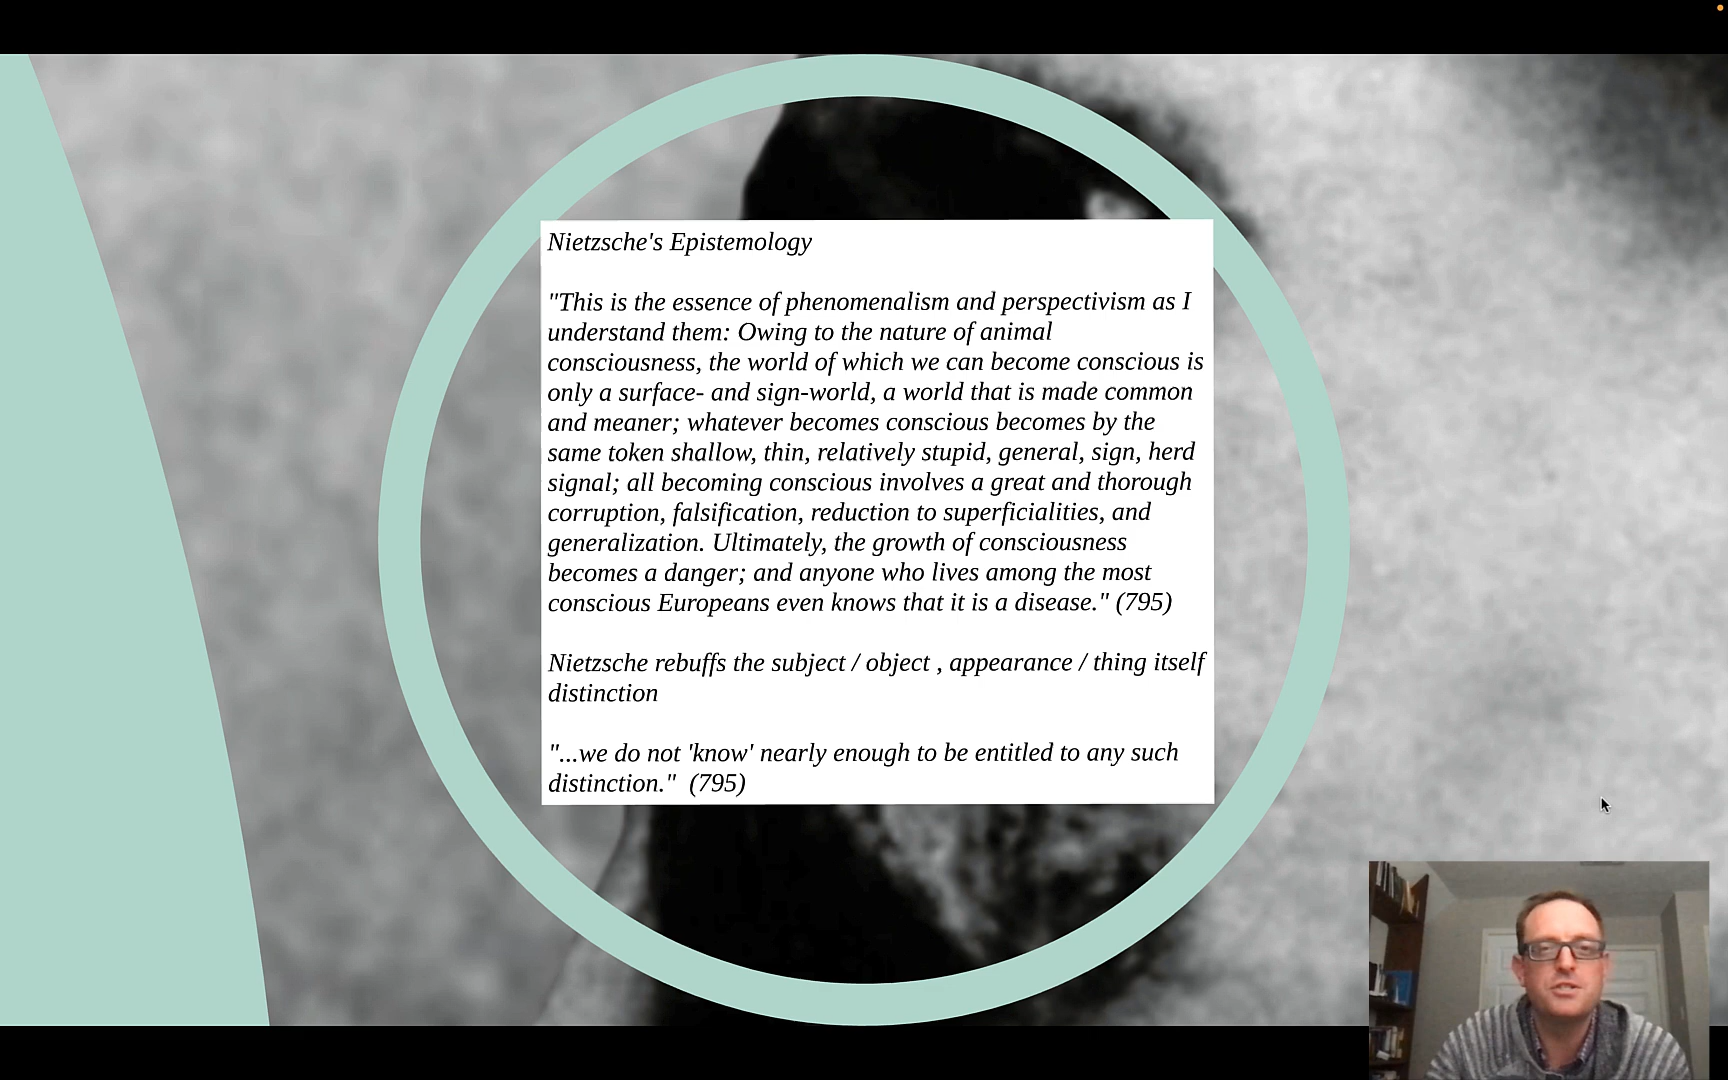 Nietzsche's Epistemology
"This is the essence of phenomenalism and perspectivism as I
understand them: Owing to the nature of animal
consciousness, the world of which we can become conscious is
only a surface- and sign-world, a world that is made common
and meaner; whatever becomes conscious becomes by the
same token shallow, thin, relatively stupid, general, sign, herd
signal; all becoming conscious involves a great and thorough
corruption, falsification, reduction to superficialities, and
generalization. Ultimately, the growth of consciousness
becomes a danger; and anyone who lives among the most
conscious Europeans even knows that it is a disease." (795)
Nietzsche rebuffs the subject / object , appearance / thing itself
distinction
"...we do not 'know' nearly enough to be entitled to any such
distinction."  (795)